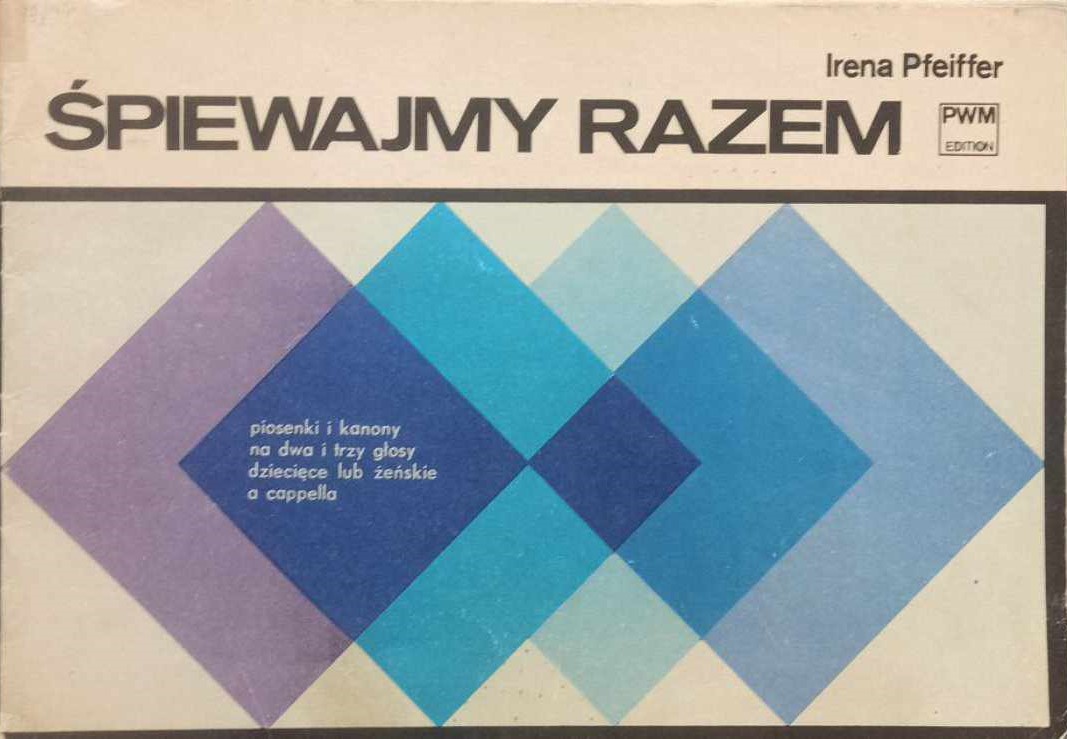 Irena Pfeiffer
ŚPIEWAJMY RAZEM
PWM
EDITION
piosenki i kanony
na dwa i trzy głosy
dziecięce lub żeńskie
a cappella